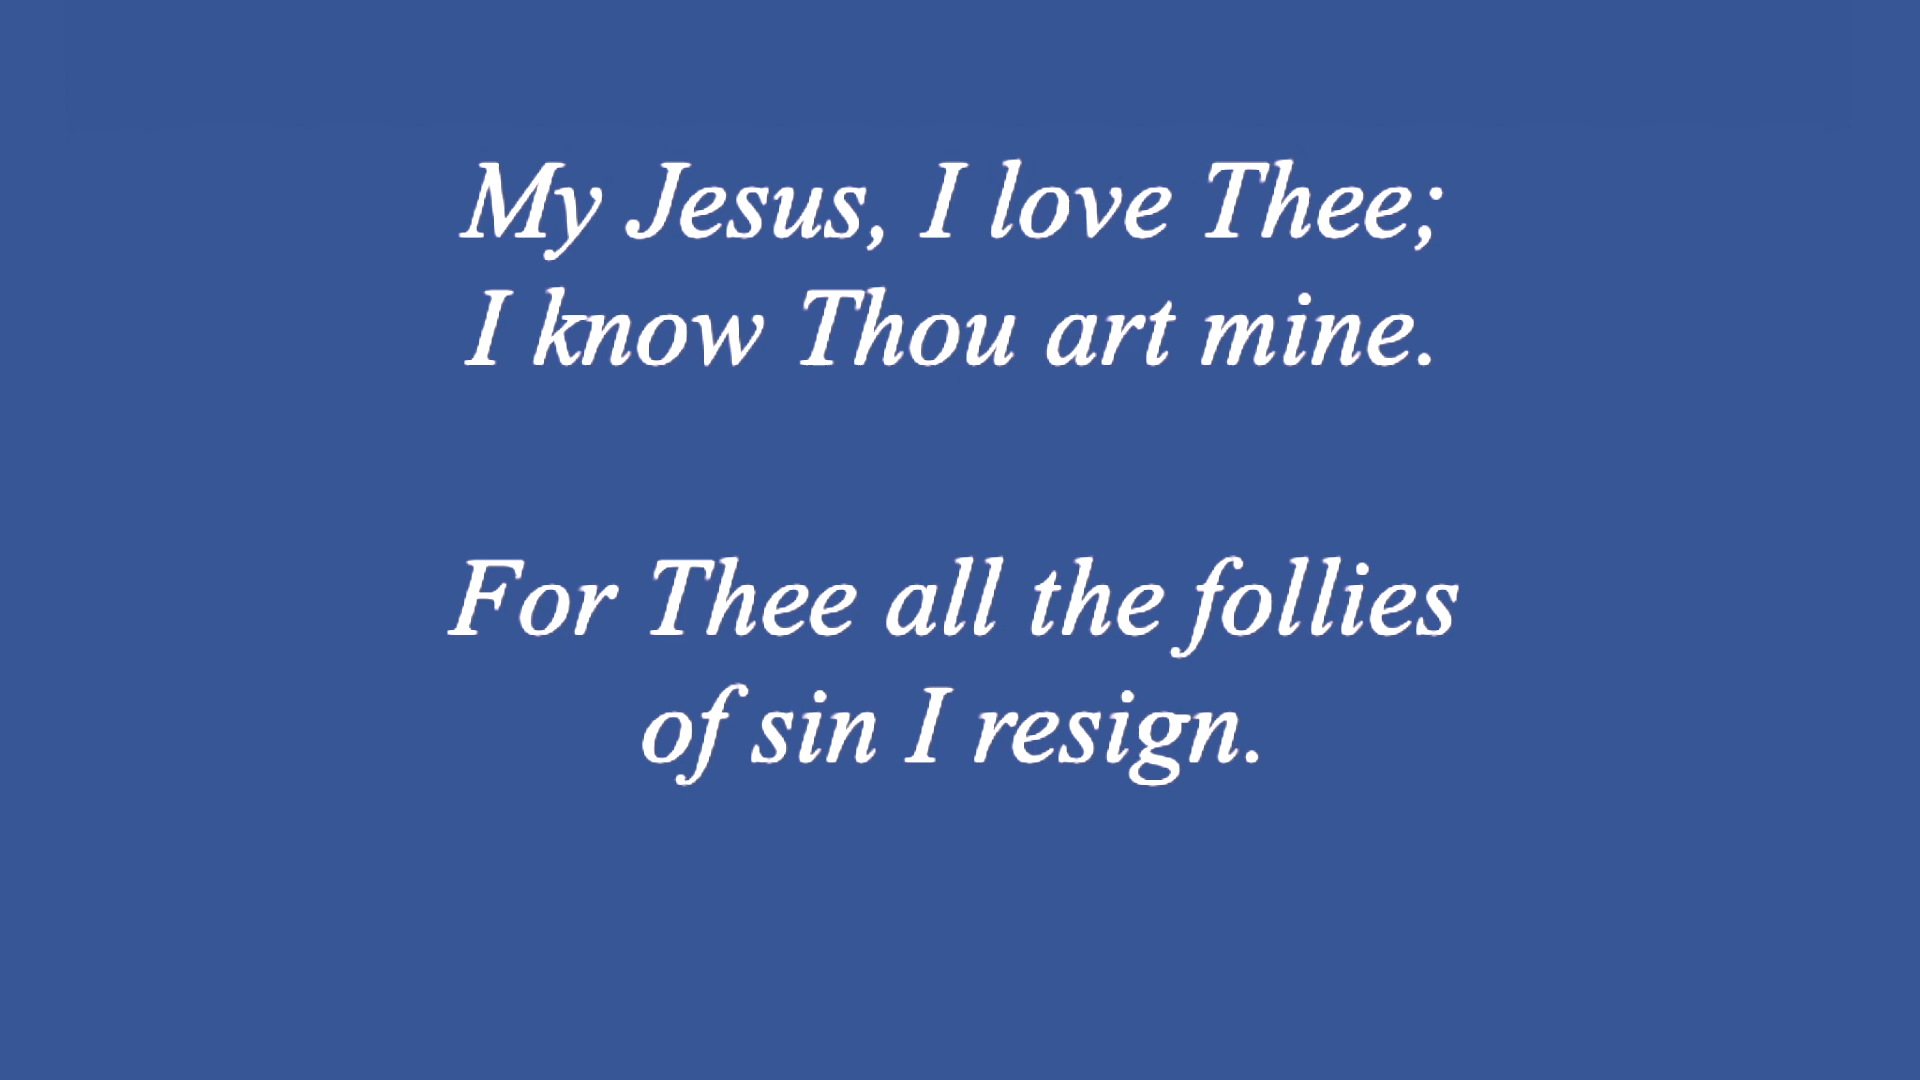 My Jesus, I love Thee;
I know Thou art mine.
For Thee all the follies
of sin I resign.